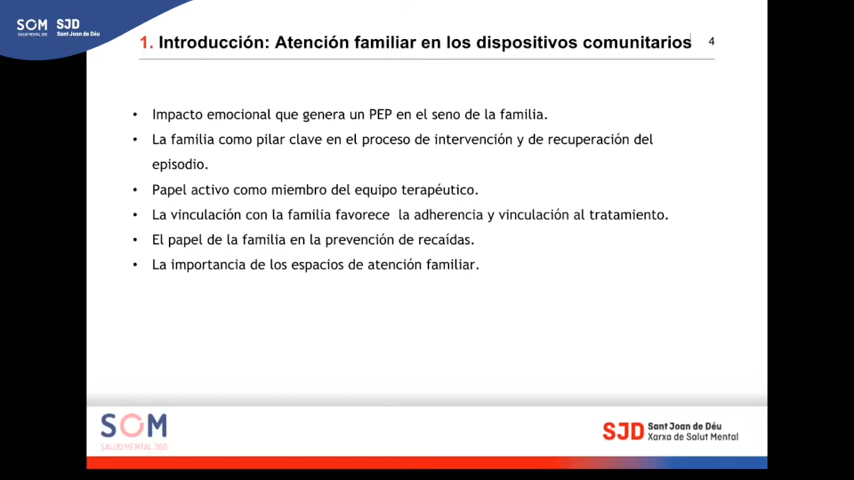 SOM
SALUD MENTAL 360
SJD
Sant Joan de Déu
1. Introducción: Atención familiar en los dispositivos comunitarios
4
• Impacto emocional que genera un PEP en el seno de la familia.
• La familia como pilar clave en el proceso de intervención y de recuperación del
episodio.
• Papel activo como miembro del equipo terapéutico.
• La vinculación con la familia favorece  la adherencia y vinculación al tratamiento.
• El papel de la familia en la prevención de recaídas.
• La importancia de los espacios de atención familiar.
SOM
SALUD MENTAL 360
SJD Sant Joan de Déu
Xarxa de Salut Mental